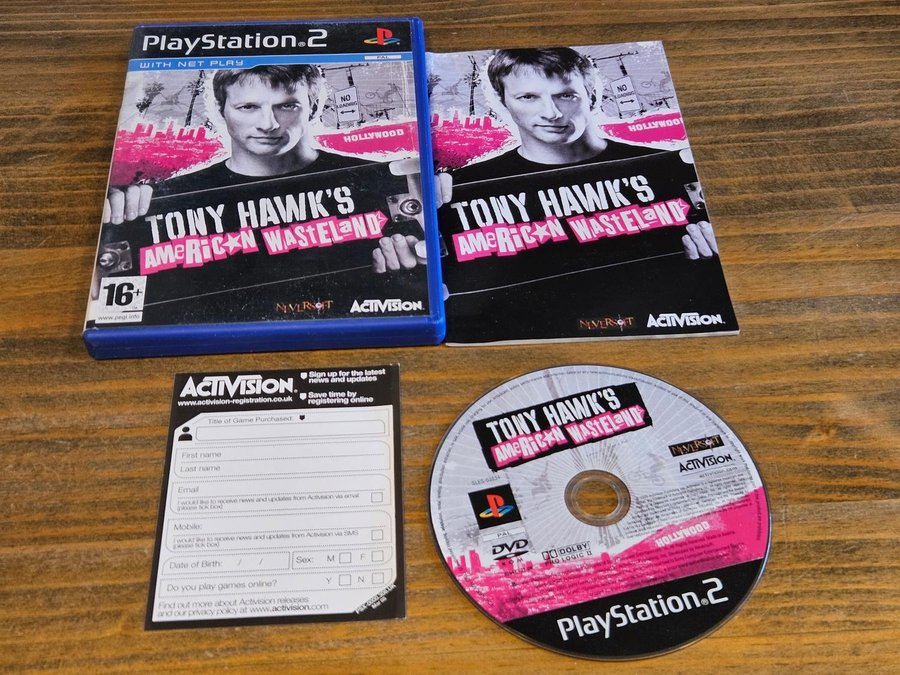 PlayStation®2
WITH NET PLAY
PAL
NO
LOADING
HOLLYWOOD
TONY HAWK'S
AMERICAN WASTELAND
16+
www.pegi.info
NEVERSOFT
ACTIVISION
NO
LOADING
HOLLYWOOD
TONY HAWK'S
AMERICAN WASTELAND
NEVERSOFT
ACTIVISION
ACTIVISION
www.activision-registration.co.uk
Sign up for the latest
news and updates
Save time by
registering online
Title of Game Purchased:
First name
Last name
Email
I would like to receive news and updates from Activision via email
(please tick box)
Mobile:
I would like to receive news and updates from Activision via SMS
(please tick box)
Date of Birth: / /
Sex: M F
Do you play games online? Y N
Find out more about Activision releases
and our privacy policy at www.activision.com
TONY HAWK'S
AMERICAN WASTELAND
NEVERSOFT
ACTIVISION
PAL
DVD
ROM
DOLBY
PRO LOGIC II
HOLLYWOOD
PlayStation®2